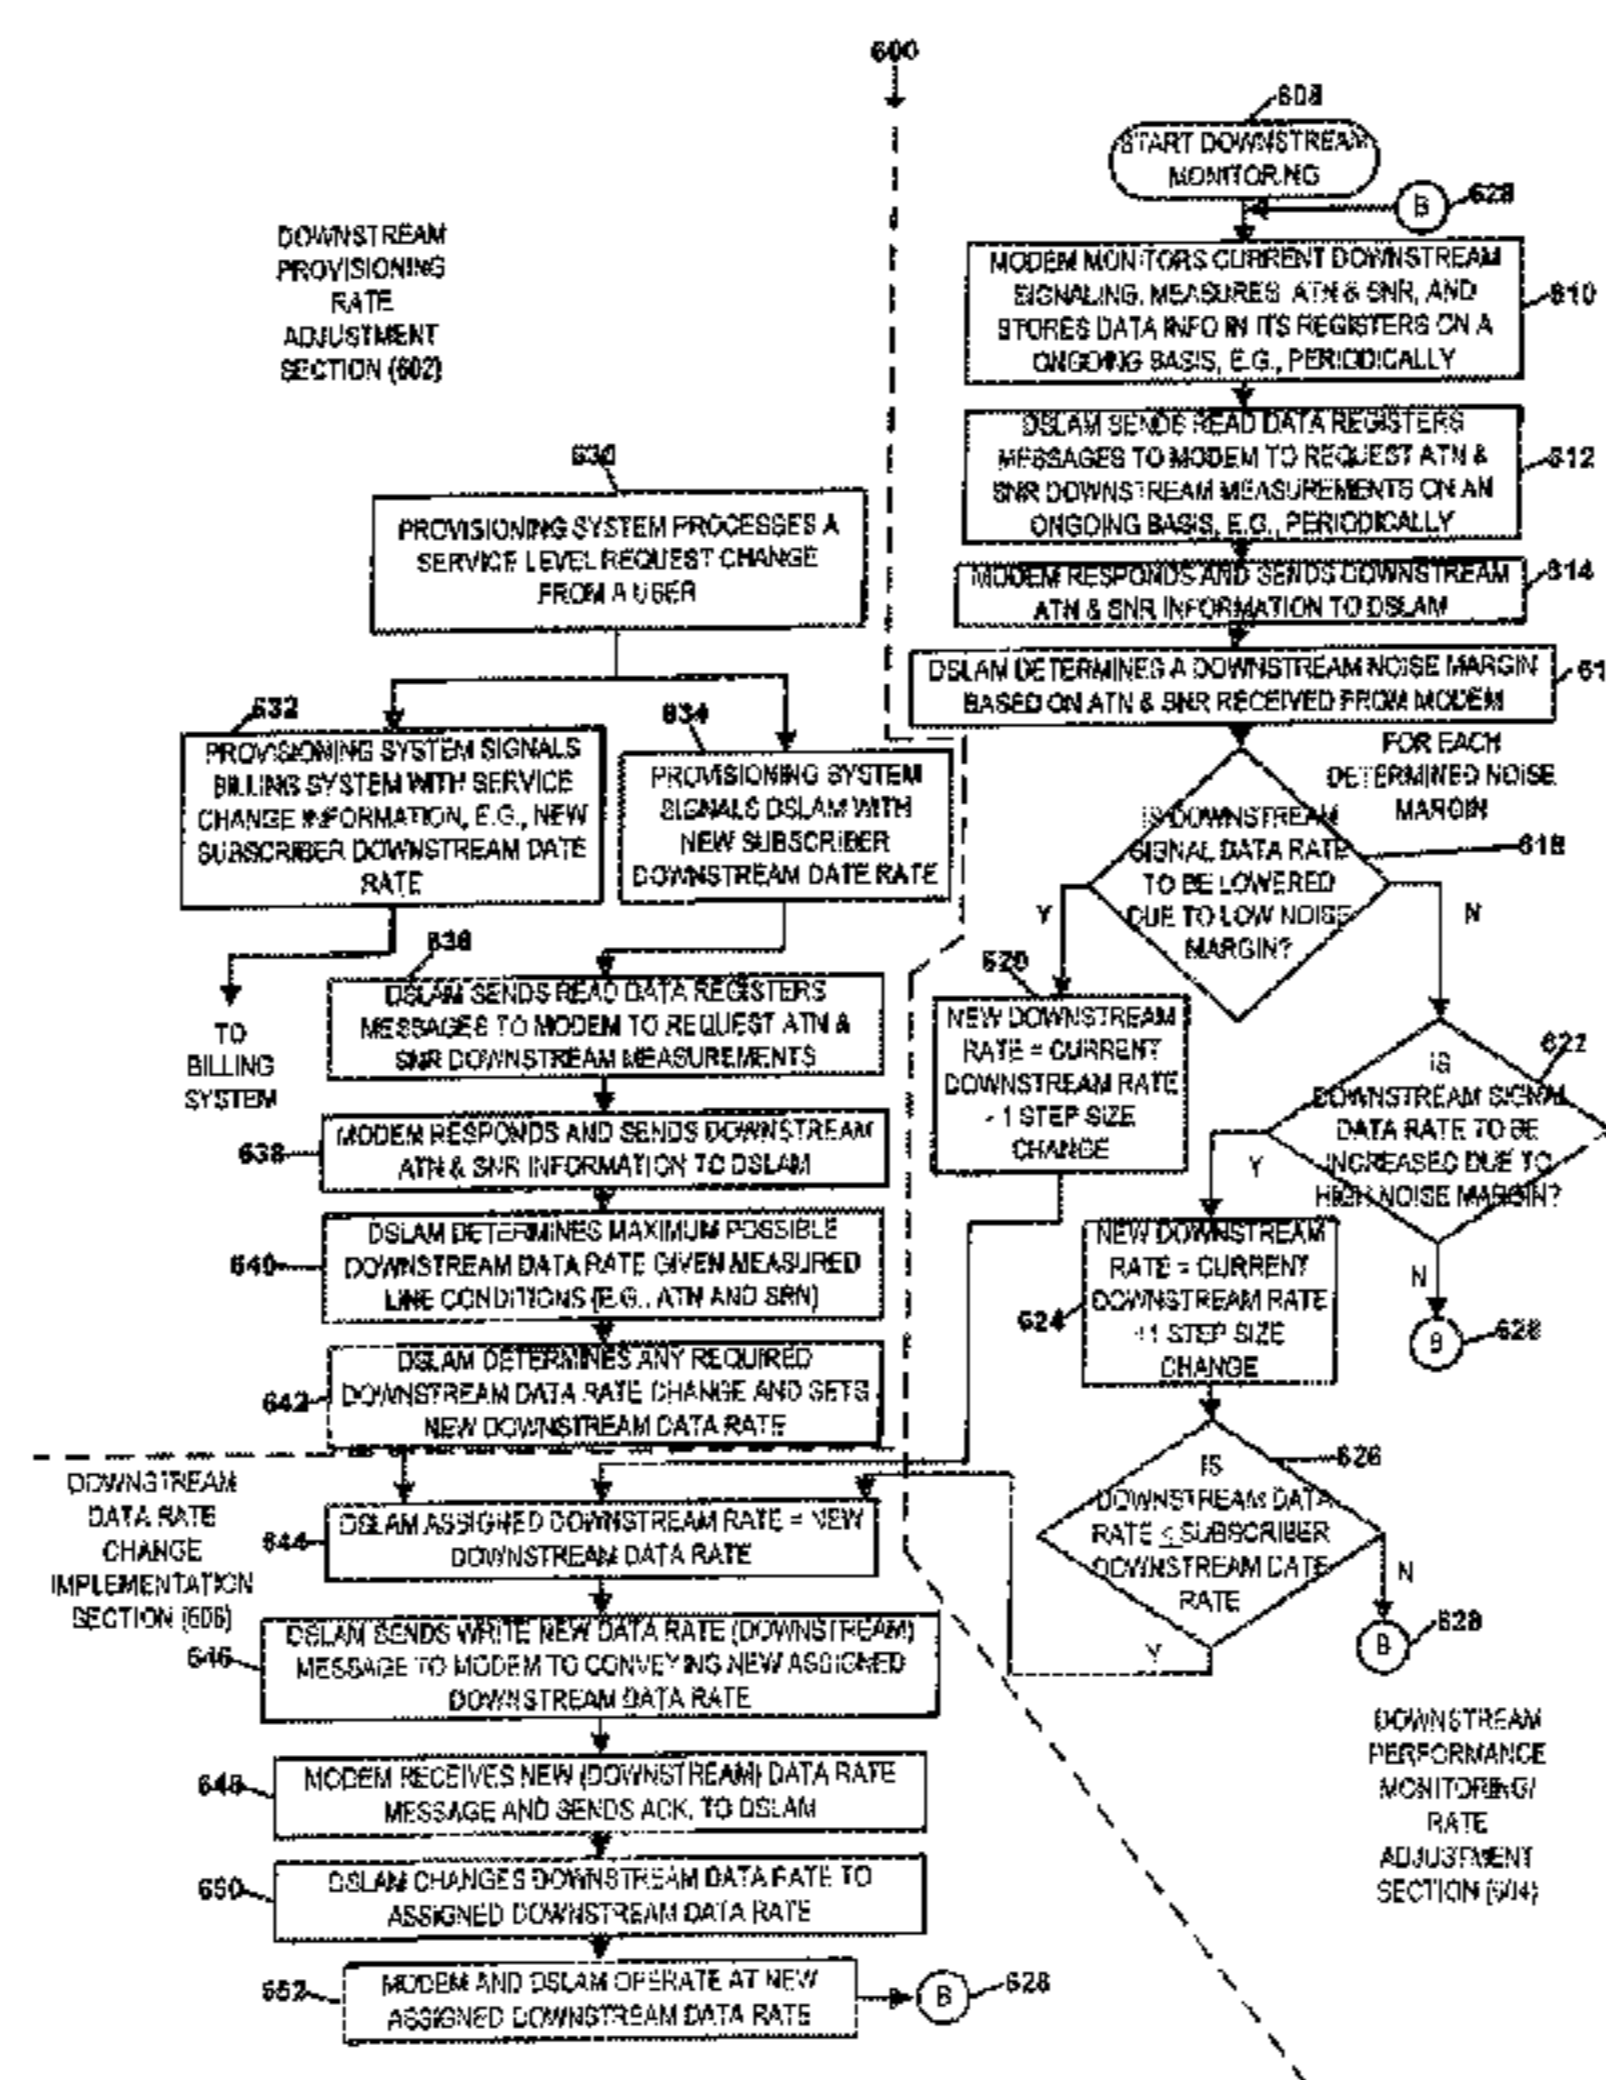 600
608
START DOWNSTREAM
MONITORING
B
628
MODEM MONITORS CURRENT DOWNSTREAM
SIGNALING, MEASURES ATN & SNR, AND
STORES DATA INFO IN ITS REGISTERS ON A
ONGOING BASIS, E.G., PERIODICALLY
610
DSLAM SENDS READ DATA REGISTERS
MESSAGES TO MODEM TO REQUEST ATN &
SNR DOWNSTREAM MEASUREMENTS ON AN
ONGOING BASIS, E.G., PERIODICALLY
612
MODEM RESPONDS AND SENDS DOWNSTREAM
ATN & SNR INFORMATION TO DSLAM
614
DSLAM DETERMINES A DOWNSTREAM NOISE MARGIN
BASED ON ATN & SNR RECEIVED FROM MODEM
61
FOR EACH
DETERMINED NOISE
MARGIN
IS DOWNSTREAM
SIGNAL DATA RATE
TO BE LOWERED
DUE TO LOW NOISE
MARGIN?
618
Y
N
620
NEW DOWNSTREAM
RATE = CURRENT
DOWNSTREAM RATE
- 1 STEP SIZE
CHANGE
622
IS
DOWNSTREAM SIGNAL
DATA RATE TO BE
INCREASED DUE TO
HIGH NOISE MARGIN?
Y
N
B
628
624
NEW DOWNSTREAM
RATE = CURRENT
DOWNSTREAM RATE
+1 STEP SIZE
CHANGE
626
IS
DOWNSTREAM DATA
RATE ≤ SUBSCRIBER
DOWNSTREAM DATE
RATE
Y
N
B
628
DOWNSTREAM
PERFORMANCE
MONITORING/
RATE
ADJUSTMENT
SECTION (604)
DOWNSTREAM
PROVISIONING
RATE
ADJUSTMENT
SECTION (602)
630
PROVISIONING SYSTEM PROCESSES A
SERVICE LEVEL REQUEST CHANGE
FROM A USER
632
PROVISIONING SYSTEM SIGNALS
BILLING SYSTEM WITH SERVICE
CHANGE INFORMATION, E.G., NEW
SUBSCRIBER DOWNSTREAM DATE
RATE
TO
BILLING
SYSTEM
634
PROVISIONING SYSTEM
SIGNALS DSLAM WITH
NEW SUBSCRIBER
DOWNSTREAM DATE RATE
636
DSLAM SENDS READ DATA REGISTERS
MESSAGES TO MODEM TO REQUEST ATN &
SNR DOWNSTREAM MEASUREMENTS
638
MODEM RESPONDS AND SENDS DOWNSTREAM
ATN & SNR INFORMATION TO DSLAM
640
DSLAM DETERMINES MAXIMUM POSSIBLE
DOWNSTREAM DATA RATE GIVEN MEASURED
LINE CONDITIONS (E.G., ATN AND SRN)
642
DSLAM DETERMINES ANY REQUIRED
DOWNSTREAM DATA RATE CHANGE AND SETS
NEW DOWNSTREAM DATA RATE
DOWNSTREAM
DATA RATE
CHANGE
IMPLEMENTATION
SECTION (606)
644
DSLAM ASSIGNED DOWNSTREAM RATE = NEW
DOWNSTREAM DATA RATE
646
DSLAM SENDS WRITE NEW DATA RATE (DOWNSTREAM)
MESSAGE TO MODEM TO CONVEYING NEW ASSIGNED
DOWNSTREAM DATA RATE
648
MODEM RECEIVES NEW (DOWNSTREAM) DATA RATE
MESSAGE AND SENDS ACK. TO DSLAM
650
DSLAM CHANGES DOWNSTREAM DATA RATE TO
ASSIGNED DOWNSTREAM DATA RATE
652
MODEM AND DSLAM OPERATE AT NEW
ASSIGNED DOWNSTREAM DATA RATE
B
628